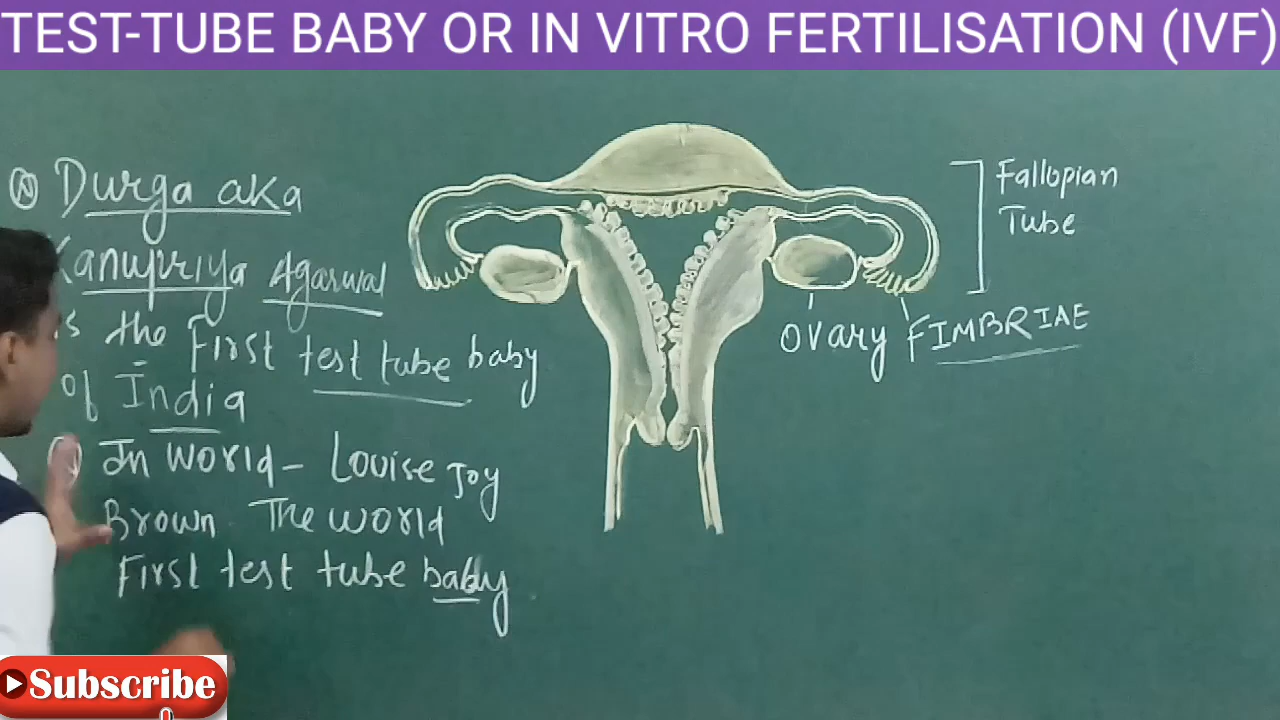 TEST-TUBE BABY OR IN VITRO FERTILISATION (IVF)
Durga aka
Kanupriya Agarwal
is the First test tube baby
of India
In World - Louise Joy
Brown The World
First test tube baby
Fallopian
Tube
Ovary FIMBRIAE
Subscribe